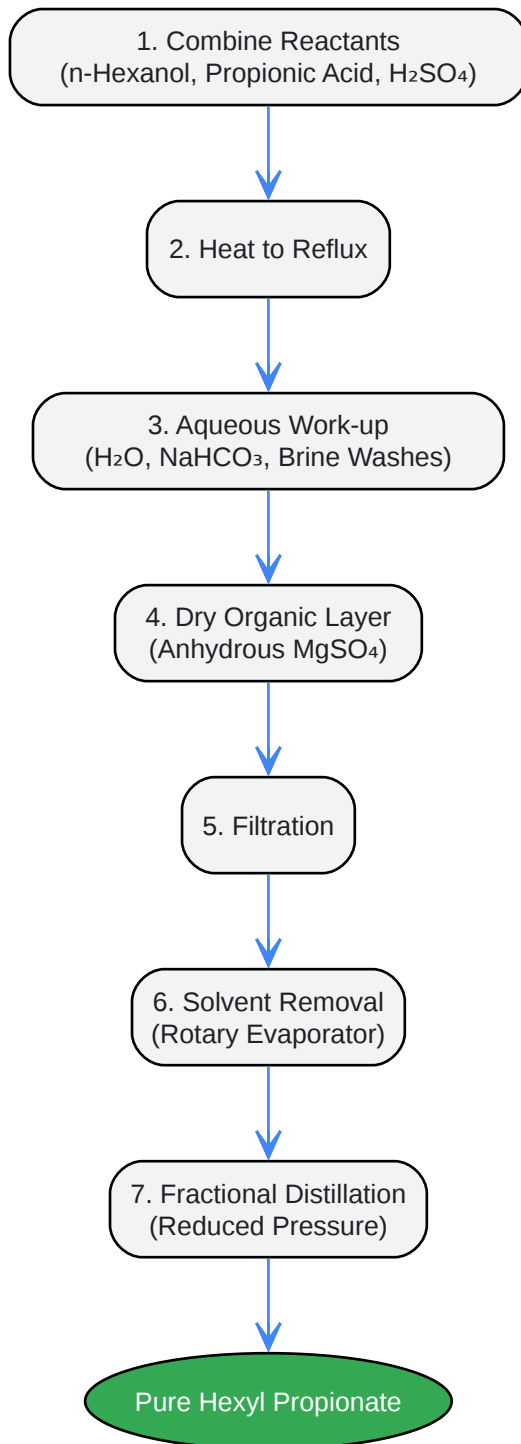 1. Combine Reactants
(n-Hexanol, Propionic Acid, H₂SO₄)
2. Heat to Reflux
3. Aqueous Work-up
(H₂O, NaHCO₃, Brine Washes)
4. Dry Organic Layer
(Anhydrous MgSO₄)
5. Filtration
6. Solvent Removal
(Rotary Evaporator)
7. Fractional Distillation
(Reduced Pressure)
Pure Hexyl Propionate